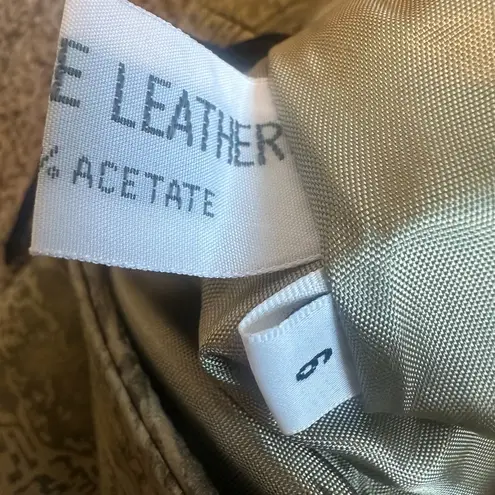 E LEATHER
% ACETATE
6